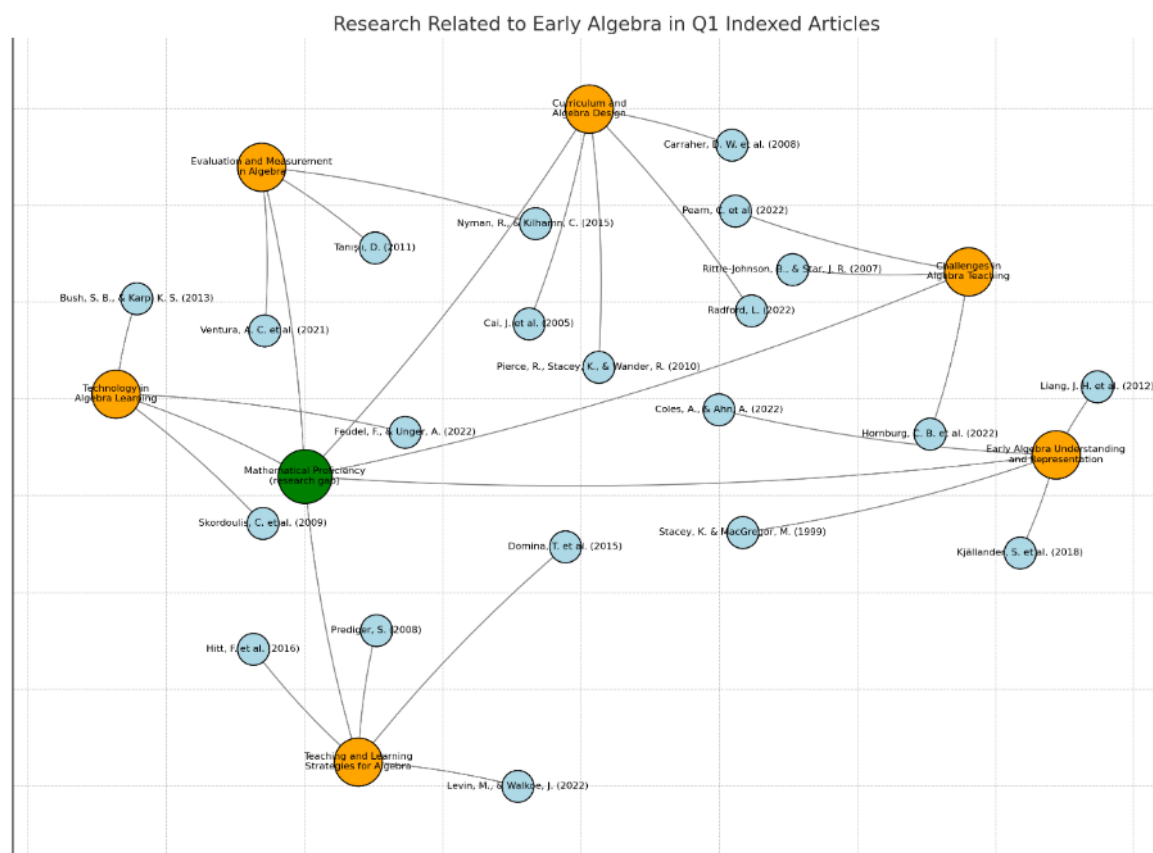 Research Related to Early Algebra in Q1 Indexed Articles
Curriculum and
Algebra Design
Carraher, D. W. et al. (2008)
Evaluation and Measurement
in Algebra
Pearn, C. et al. (2022)
Nyman, R., & Kilhamn, C. (2015)
Tanışlı, D. (2011)
Rittle-Johnson, B., & Star, J. R. (2007)
Challenges in
Algebra Teaching
Bush, S. B., & Karp, K. S. (2013)
Radford, L. (2022)
Ventura, A. C. et al. (2021)
Cai, J. et al. (2005)
Pierce, R., Stacey, K., & Wander, R. (2010)
Technology in
Algebra Learning
Liang, J. H. et al. (2012)
Coles, A., & Ahn, A. (2022)
Feudel, F., & Unger, A. (2022)
Hornburg, C. B. et al. (2022)
Early Algebra Understanding
and Representation
Mathematical Proficiency
(research gap)
Skordoulis, C. et al. (2009)
Stacey, K. & MacGregor, M. (1999)
Domina, T. et al. (2015)
Kjällander, S. et al. (2018)
Prediger, S. (2008)
Hitt, F. et al. (2016)
Teaching and Learning
Strategies for Algebra
Levin, M., & Walkoe, J. (2022)